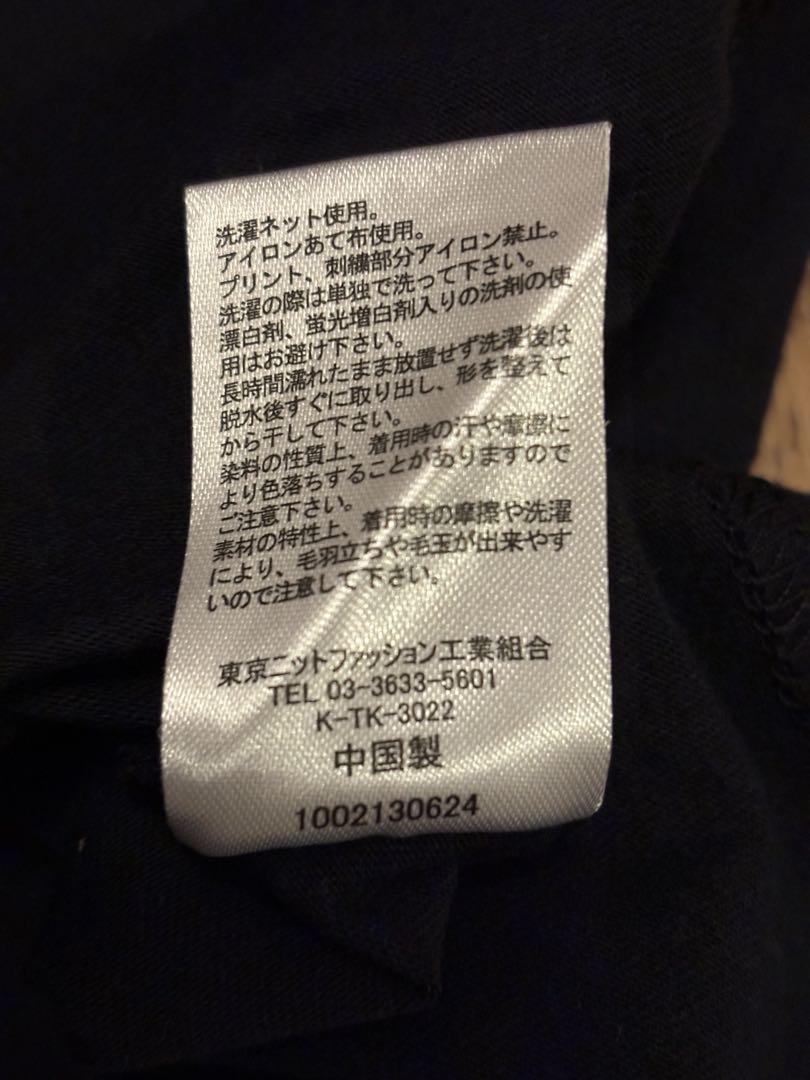 洗濯ネット使用。
アイロンあて布使用。
プリント、刺繍部分アイロン禁止。
洗濯の際は単独で洗って下さい。
漂白剤、蛍光増白剤入りの洗剤の使
用はお避け下さい。
長時間濡れたまま放置せず洗濯後は
脱水後すぐに取り出し、形を整えて
から干して下さい。
染料の性質上、着用時の汗や摩擦に
より色落ちすることがありますので
ご注意下さい。
素材の特性上、着用時の摩擦や洗濯
により、毛羽立ちや毛玉が出来やす
いので注意して下さい。
東京ニットファッション工業組合
TEL 03-3633-5601
K-TK-3022
中国製
1002130624